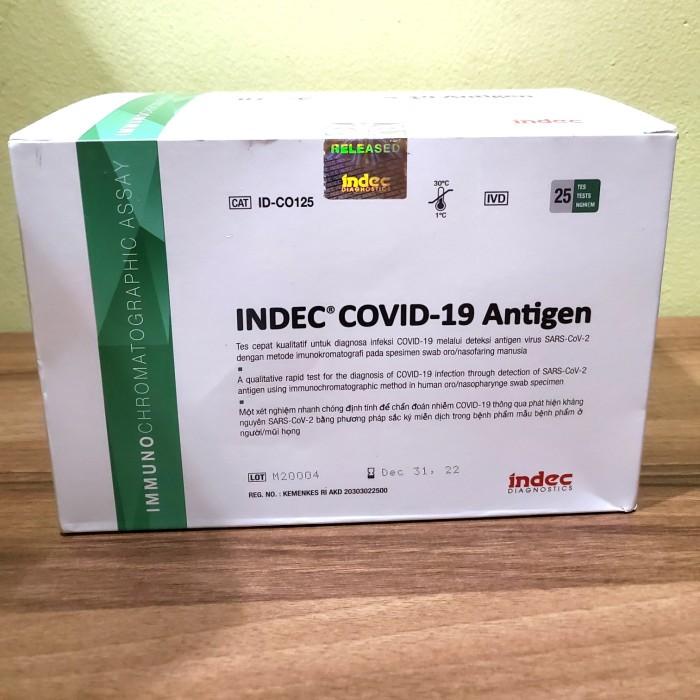 indec
RELEASED
indec
DIAGNOSTICS
CAT ID-CO125
30°C
1°C
IVD
25 TES
TESTS
NGHIỆM
IMMUNOCHROMATOGRAPHIC ASSAY
INDEC® COVID-19 Antigen
Tes cepat kualitatif untuk diagnosa infeksi COVID-19 melalui deteksi antigen virus SARS-CoV-2
dengan metode imunokromatografi pada spesimen swab oro/nasofaring manusia
A qualitative rapid test for the diagnosis of COVID-19 infection through detection of SARS-CoV-2
antigen using immunochromatographic method in human oro/nasopharynge swab specimen
Một xét nghiệm nhanh chóng định tính để chẩn đoán nhiễm COVID-19 thông qua phát hiện kháng
nguyên SARS-CoV-2 bằng phương pháp sắc ký miễn dịch trong bệnh phẩm mẫu bệnh phẩm ở
người/mũi họng
LOT M20004
Dec 31, 22
REG. NO. : KEMENKES RI AKD 20303022500
indec
DIAGNOSTICS